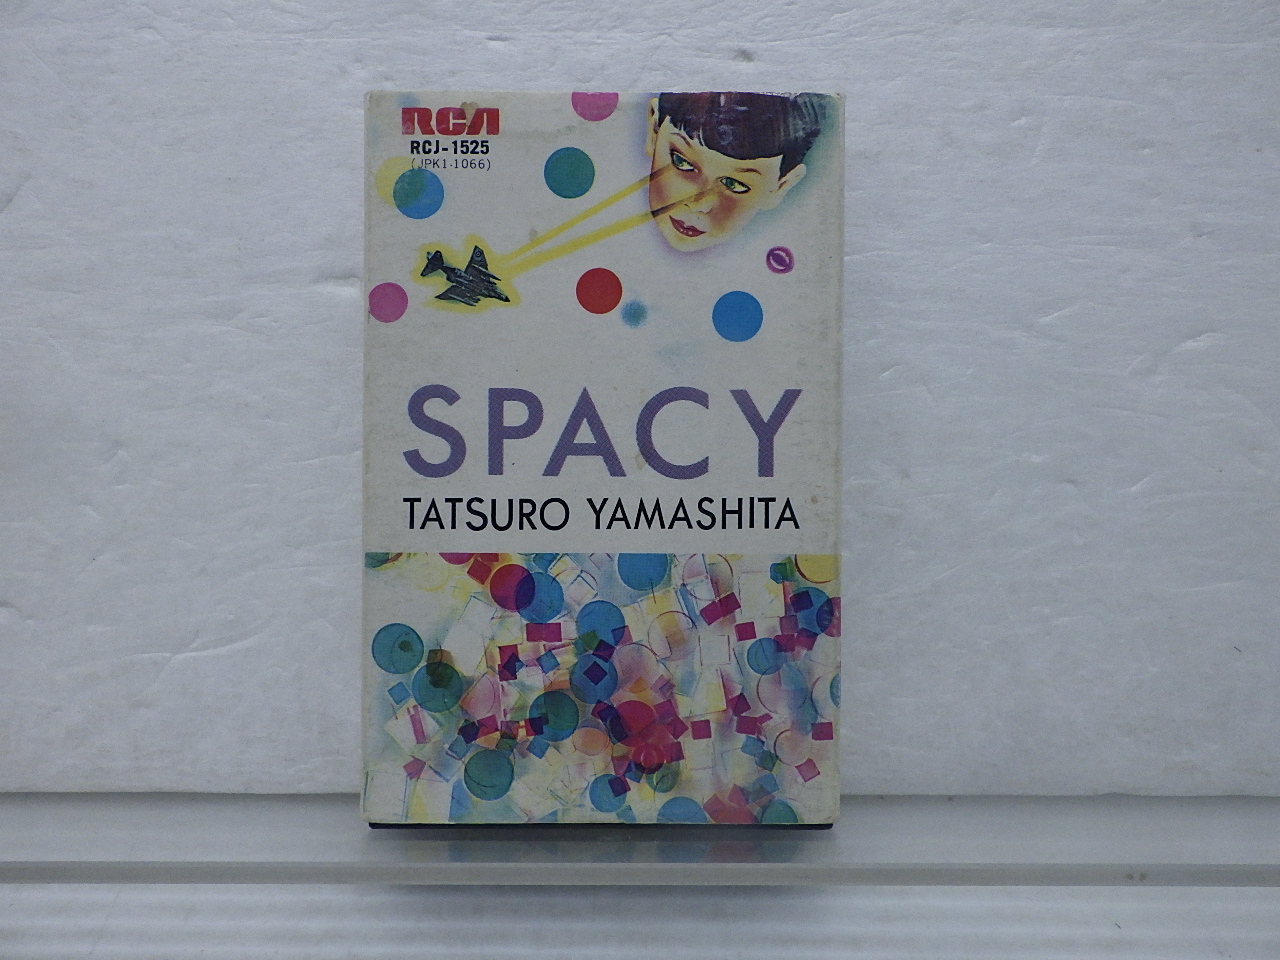 RCA
RCJ-1525
(JPK1-1066)
SPACY
TATSURO YAMASHITA